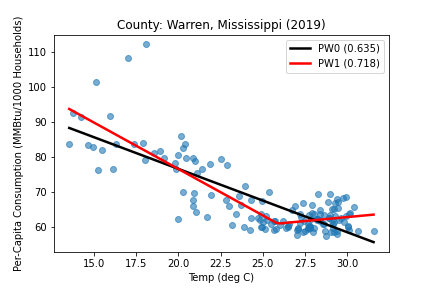 County: Warren, Mississippi (2019)
Per-Capita Consumption (MMBtu/1000 Households)
110
100
90
80
70
60
PW0 (0.635)
PW1 (0.718)
15.0 17.5 20.0 22.5 25.0 27.5 30.0
Temp (deg C)